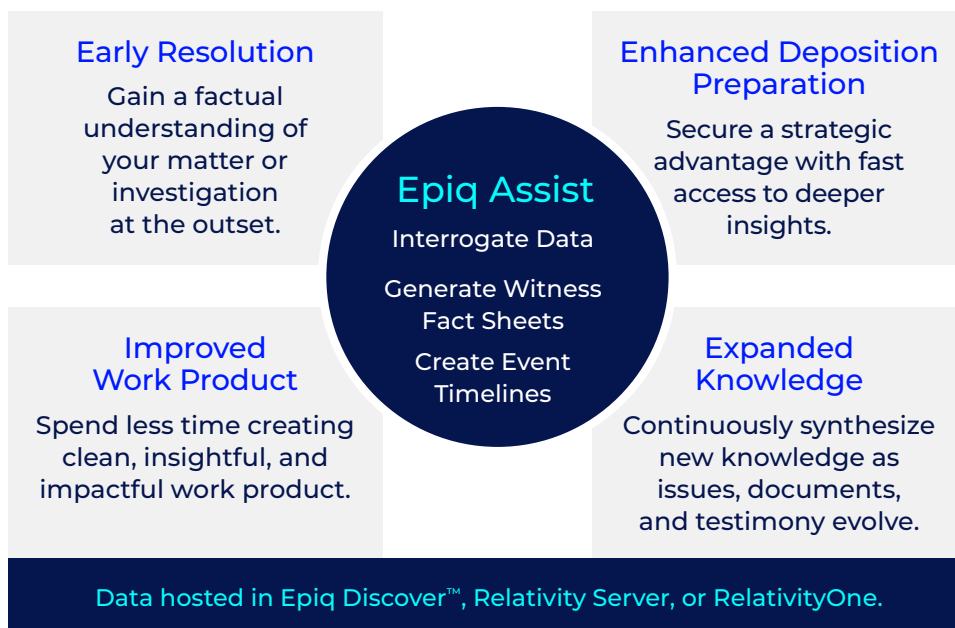 Early Resolution
Gain a factual
understanding of
your matter or
investigation
at the outset.
Enhanced Deposition
Preparation
Secure a strategic
advantage with fast
access to deeper
insights.
Epiq Assist
Interrogate Data
Generate Witness
Fact Sheets
Create Event
Timelines
Improved
Work Product
Spend less time creating
clean, insightful, and
impactful work product.
Expanded
Knowledge
Continuously synthesize
new knowledge as
issues, documents,
and testimony evolve.
Data hosted in Epiq Discover™, Relativity Server, or RelativityOne.